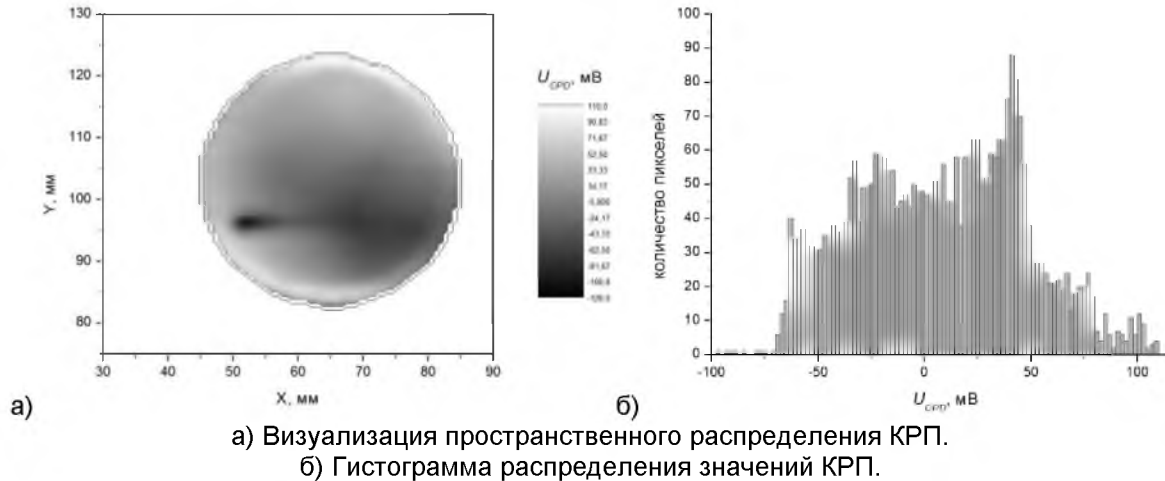 130
120
110
100
90
80
Y, мм
30 40 50 60 70 80 90
X, мм
а)
U_CPD, мВ
110,0
90,83
71,67
52,50
33,33
14,17
-5,000
-24,17
-43,33
-62,50
-81,67
-100,8
-120,0
100
90
80
70
60
50
40
30
20
10
0
количество пикселей
-100 -50 0 50 100
U_CPD, мВ
б)
а) Визуализация пространственного распределения КРП.
б) Гистограмма распределения значений КРП.